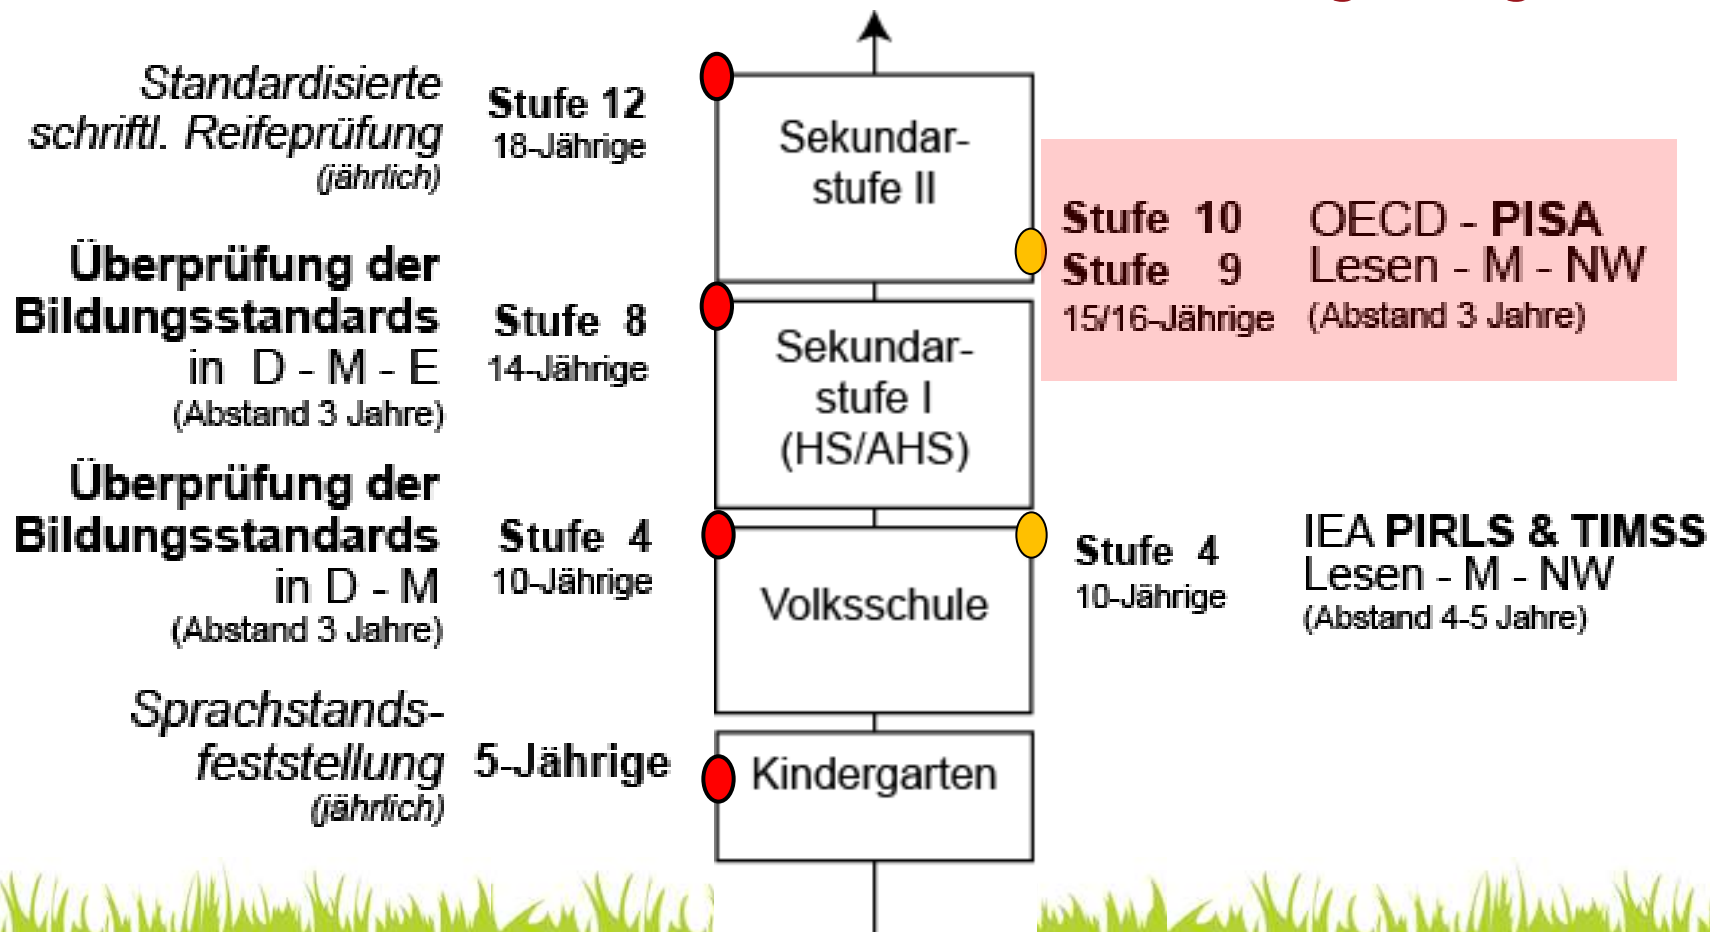 Standardisierte
schriftl. Reifeprüfung
(jährlich)
Stufe 12
18-Jährige
Sekundar-
stufe II
Stufe 10
Stufe 9
15/16-Jährige
OECD - PISA
Lesen - M - NW
(Abstand 3 Jahre)
Überprüfung der
Bildungsstandards
in D - M - E
(Abstand 3 Jahre)
Stufe 8
14-Jährige
Sekundar-
stufe I
(HS/AHS)
Überprüfung der
Bildungsstandards
in D - M
(Abstand 3 Jahre)
Stufe 4
10-Jährige
Volksschule
Stufe 4
10-Jährige
IEA PIRLS & TIMSS
Lesen - M - NW
(Abstand 4-5 Jahre)
Sprachstands-
feststellung
(jährlich)
5-Jährige
Kindergarten